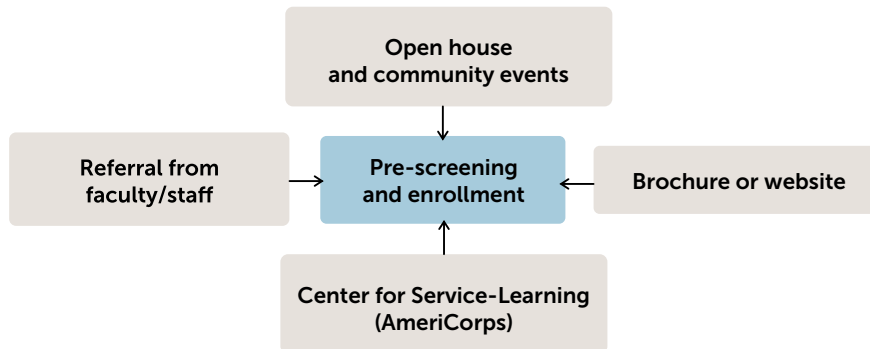 Open house
and community events
Referral from
faculty/staff
Pre-screening
and enrollment
Brochure or website
Center for Service-Learning
(AmeriCorps)